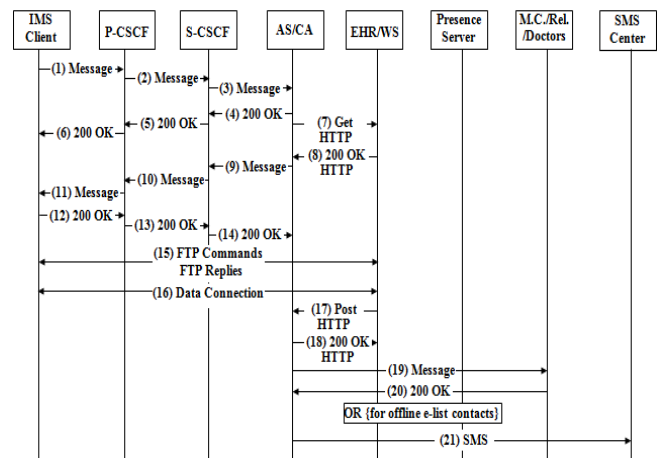 IMS
Client
P-CSCF
S-CSCF
AS/CA
EHR/WS
Presence
Server
M.C./Rel.
/Doctors
SMS
Center
(1) Message
(2) Message
(3) Message
(4) 200 OK
(5) 200 OK
(6) 200 OK
(7) Get
HTTP
(8) 200 OK
HTTP
(9) Message
(10) Message
(11) Message
(12) 200 OK
(13) 200 OK
(14) 200 OK
(15) FTP Commands
FTP Replies
(16) Data Connection
(17) Post
HTTP
(18) 200 OK
HTTP
(19) Message
(20) 200 OK
OR {for offline e-list contacts}
(21) SMS